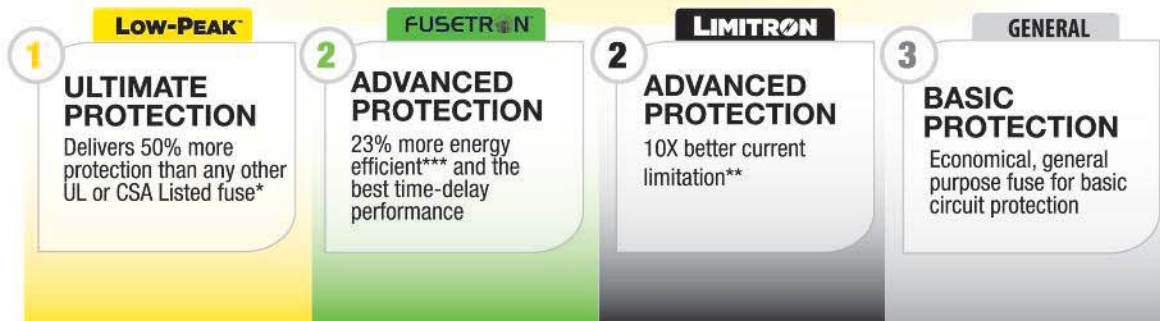 LOW-PEAK™
1
ULTIMATE
PROTECTION
Delivers 50% more
protection than any other
UL or CSA Listed fuse*
FUSETRON™
2
ADVANCED
PROTECTION
23% more energy
efficient*** and the
best time-delay
performance
LIMITRON
2
ADVANCED
PROTECTION
10X better current
limitation**
GENERAL
3
BASIC
PROTECTION
Economical, general
purpose fuse for basic
circuit protection